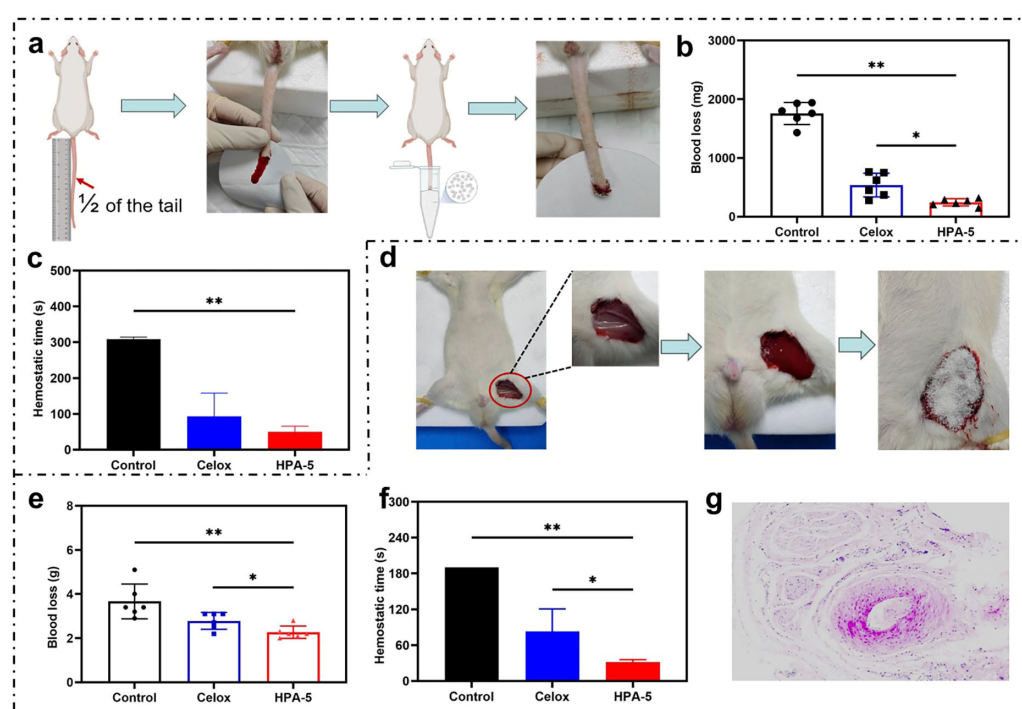 a
½ of the tail
b
Blood loss (mg)
3000
2000
1000
0
**
*
Control
Celox
HPA-5
c
Hemostatic time (s)
500
400
300
200
100
0
**
Control
Celox
HPA-5
d
e
Blood loss (g)
8
6
4
2
0
**
*
Control
Celox
HPA-5
f
Hemostatic time (s)
300
240
180
120
60
0
**
*
Control
Celox
HPA-5
g